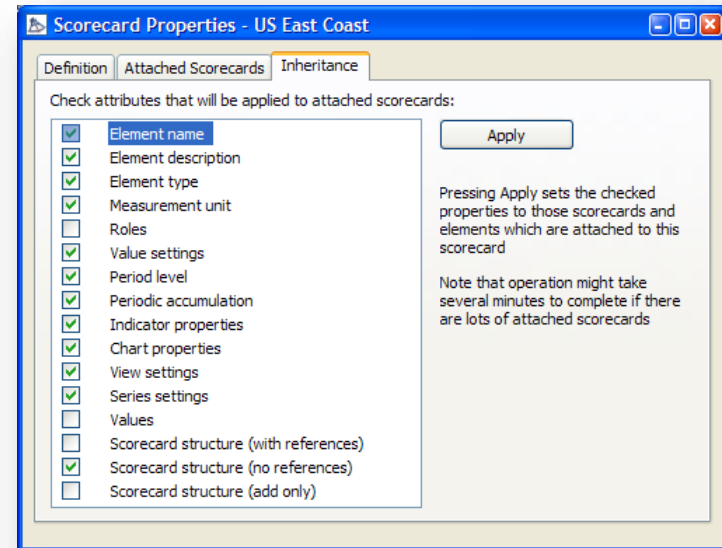 Scorecard Properties - US East Coast
Definition Attached Scorecards Inheritance
Check attributes that will be applied to attached scorecards:
Element name
Element description
Element type
Measurement unit
Roles
Value settings
Period level
Periodic accumulation
Indicator properties
Chart properties
View settings
Series settings
Values
Scorecard structure (with references)
Scorecard structure (no references)
Scorecard structure (add only)
Apply
Pressing Apply sets the checked
properties to those scorecards and
elements which are attached to this
scorecard
Note that operation might take
several minutes to complete if there
are lots of attached scorecards